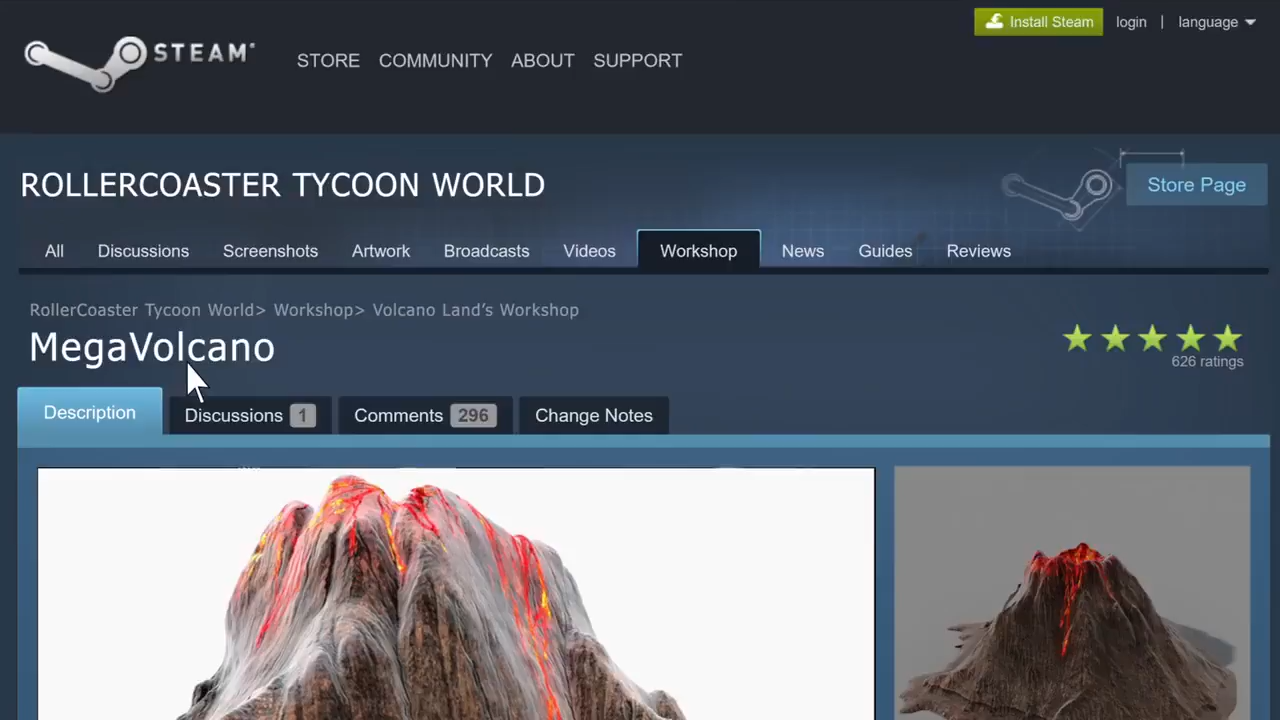 Install Steam login | language
STEAM
STORE COMMUNITY ABOUT SUPPORT
ROLLERCOASTER TYCOON WORLD
Store Page
All Discussions Screenshots Artwork Broadcasts Videos Workshop News Guides Reviews
RollerCoaster Tycoon World> Workshop> Volcano Land's Workshop
MegaVolcano
626 ratings
Description Discussions 1 Comments 296 Change Notes